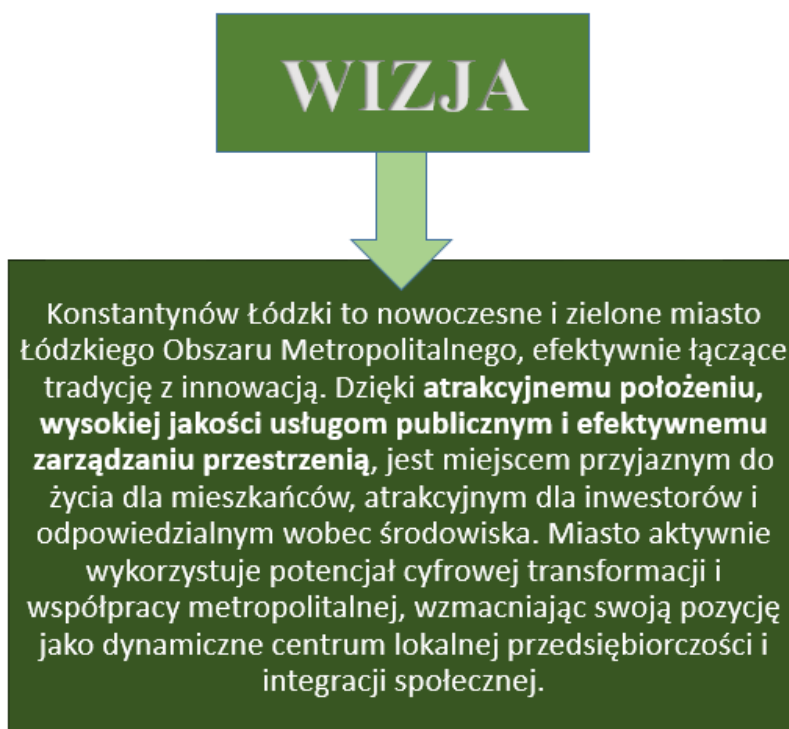 WIZJA
Konstantynów Łódzki to nowoczesne i zielone miasto
Łódzkiego Obszaru Metropolitalnego, efektywnie łączące
tradycję z innowacją. Dzięki atrakcyjnemu położeniu,
wysokiej jakości usługom publicznym i efektywnemu
zarządzaniu przestrzenią, jest miejscem przyjaznym do
życia dla mieszkańców, atrakcyjnym dla inwestorów i
odpowiedzialnym wobec środowiska. Miasto aktywnie
wykorzystuje potencjał cyfrowej transformacji i
współpracy metropolitalnej, wzmacniając swoją pozycję
jako dynamiczne centrum lokalnej przedsiębiorczości i
integracji społecznej.